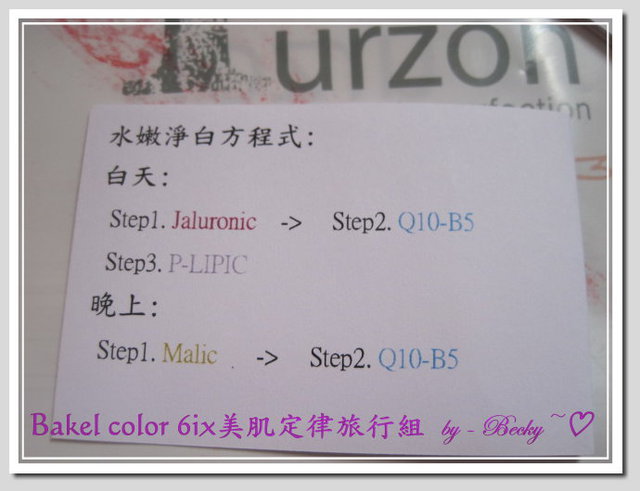 urzon
水嫩淨白方程式:
白天:
Step1. Jaluronic -> Step2. Q10-B5
Step3. P-LIPIC
晚上:
Step1. Malic -> Step2. Q10-B5
Bakel color 6ix美肌定律旅行組 by - Becky~♡